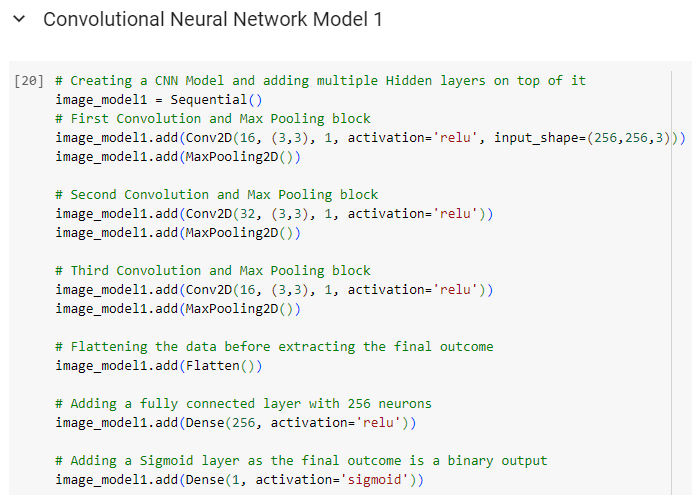 Convolutional Neural Network Model 1
[20] # Creating a CNN Model and adding multiple Hidden layers on top of it
image_model1 = Sequential()
# First Convolution and Max Pooling block
image_model1.add(Conv2D(16, (3,3), 1, activation='relu', input_shape=(256,256,3)))
image_model1.add(MaxPooling2D())
# Second Convolution and Max Pooling block
image_model1.add(Conv2D(32, (3,3), 1, activation='relu'))
image_model1.add(MaxPooling2D())
# Third Convolution and Max Pooling block
image_model1.add(Conv2D(16, (3,3), 1, activation='relu'))
image_model1.add(MaxPooling2D())
# Flattening the data before extracting the final outcome
image_model1.add(Flatten())
# Adding a fully connected layer with 256 neurons
image_model1.add(Dense(256, activation='relu'))
# Adding a Sigmoid layer as the final outcome is a binary output
image_model1.add(Dense(1, activation='sigmoid'))